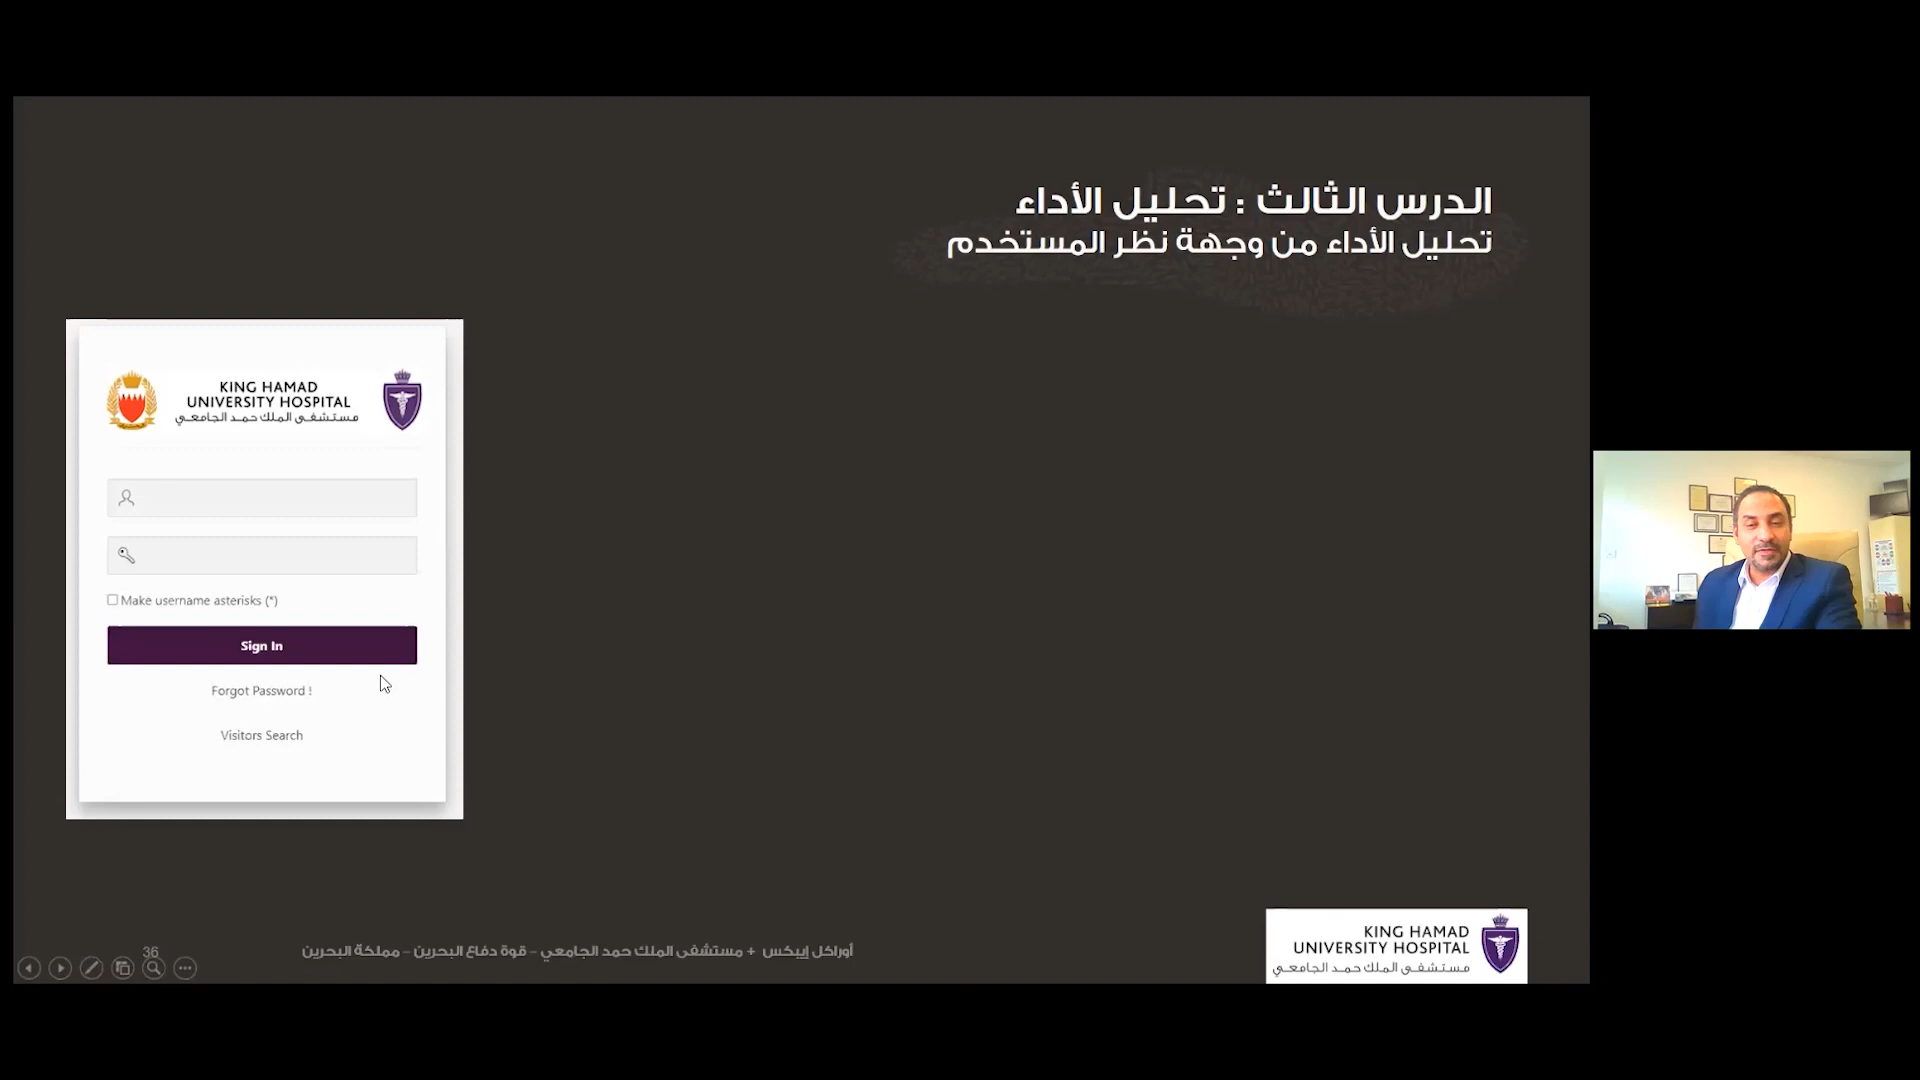 الدرس الثالث : تحليل الأداء
تحليل الأداء من وجهة نظر المستخدم
KING HAMAD
UNIVERSITY HOSPITAL
مستشفى الملك حمد الجامعي
Make username asterisks (*)
Sign In
Forgot Password !
Visitors Search
36
أوراكل إيبكس + مستشفى الملك حمد الجامعي – قوة دفاع البحرين – مملكة البحرين
KING HAMAD
UNIVERSITY HOSPITAL
مستشفى الملك حمد الجامعي